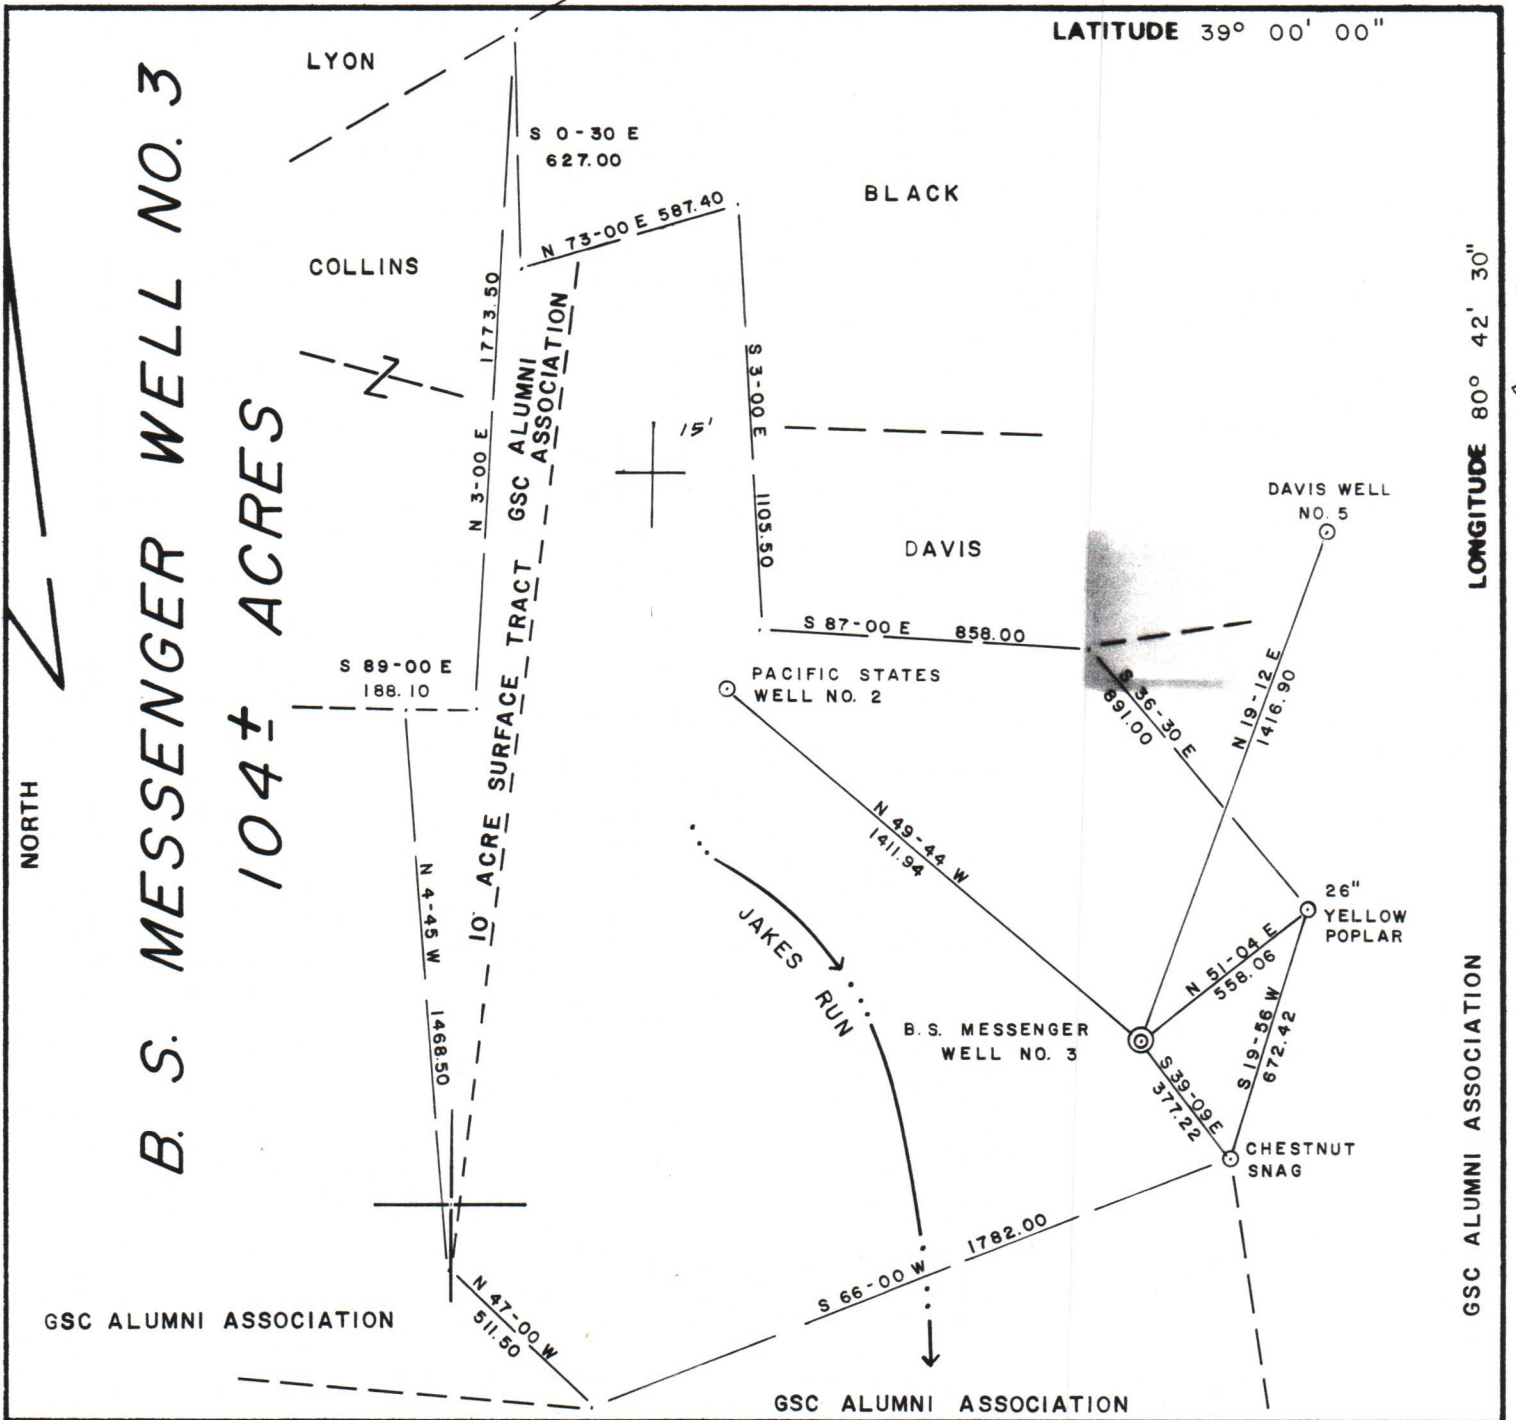 LATITUDE 39° 00' 00"
LONGITUDE 80° 42' 30"
B. S. MESSENGER WELL NO. 3
104± ACRES
NORTH
LYON
S 0-30 E
627.00
BLACK
N 73-00 E 587.40
COLLINS
1773.50
N 3-00 E
GSC ALUMNI
ASSOCIATION
10 ACRE SURFACE TRACT
15'
S 3-00 E
1105.50
DAVIS
DAVIS WELL
NO. 5
S 87-00 E 858.00
S 89-00 E
188.10
PACIFIC STATES
WELL NO. 2
S 36-30 E
891.00
N 19-12 E
1416.90
N 49-44 W
1411.94
N 4-45 W
1468.50
26"
YELLOW
POPLAR
JAKES RUN
N 51-04 E
558.06
S 19-56 W
672.42
B.S. MESSENGER
WELL NO. 3
S 39-09 E
377.22
CHESTNUT
SNAG
S 66-00 W 1782.00
N 47-00 W
511.50
GSC ALUMNI ASSOCIATION
GSC ALUMNI ASSOCIATION
GSC ALUMNI ASSOCIATION